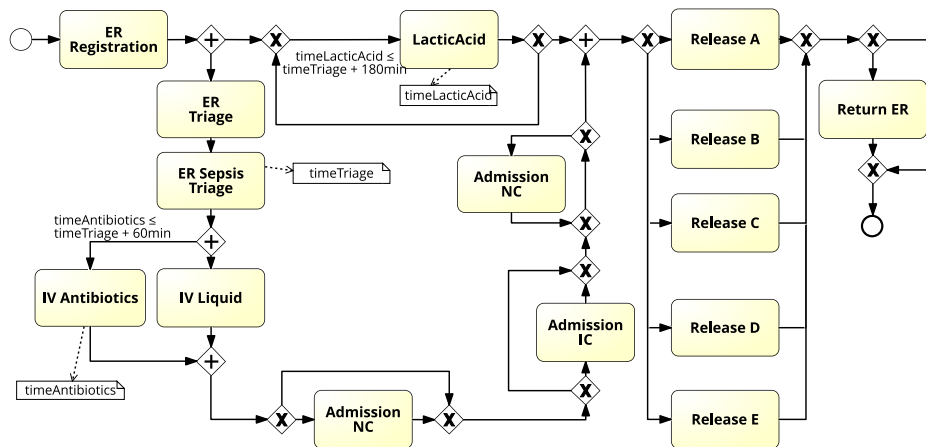 ER
Registration
LacticAcid
Release A
timeLacticAcid ≤
timeTriage + 180min
timeLacticAcid
ER
Triage
Return ER
Release B
ER Sepsis
Triage
timeTriage
Admission
NC
timeAntibiotics ≤
timeTriage + 60min
Release C
IV Antibiotics
IV Liquid
Admission
IC
Release D
timeAntibiotics
Admission
NC
Release E